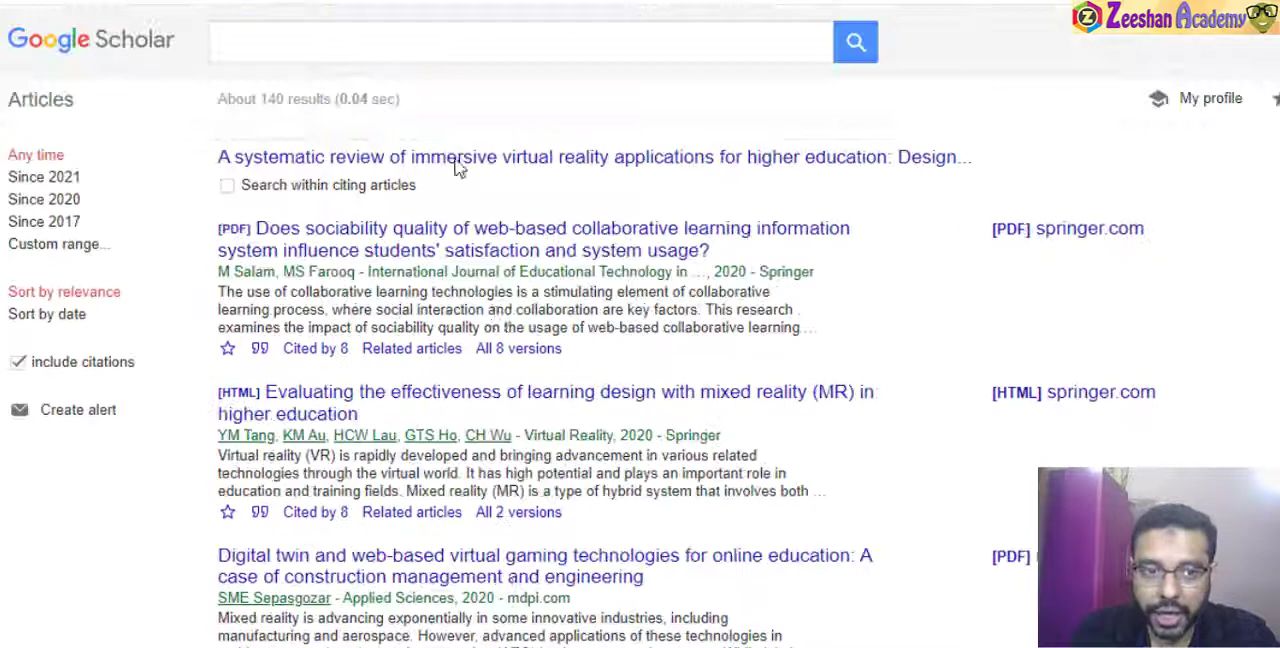 Zeeshan Academy
Google Scholar
Articles
About 140 results (0.04 sec)
My profile
Any time
Since 2021
Since 2020
Since 2017
Custom range...
Sort by relevance
Sort by date
include citations
Create alert
A systematic review of immersive virtual reality applications for higher education: Design...
Search within citing articles
[PDF] Does sociability quality of web-based collaborative learning information
system influence students' satisfaction and system usage?
[PDF] springer.com
M Salam, MS Farooq - International Journal of Educational Technology in ..., 2020 - Springer
The use of collaborative learning technologies is a stimulating element of collaborative
learning process, where social interaction and collaboration are key factors. This research
examines the impact of sociability quality on the usage of web-based collaborative learning ...
Cited by 8 Related articles All 8 versions
[HTML] Evaluating the effectiveness of learning design with mixed reality (MR) in
higher education
[HTML] springer.com
YM Tang, KM Au, HCW Lau, GTS Ho, CH Wu - Virtual Reality, 2020 - Springer
Virtual reality (VR) is rapidly developed and bringing advancement in various related
technologies through the virtual world. It has high potential and plays an important role in
education and training fields. Mixed reality (MR) is a type of hybrid system that involves both ...
Cited by 8 Related articles All 2 versions
Digital twin and web-based virtual gaming technologies for online education: A
case of construction management and engineering
[PDF]
SME Sepasgozar - Applied Sciences, 2020 - mdpi.com
Mixed reality is advancing exponentially in some innovative industries, including
manufacturing and aerospace. However, advanced applications of these technologies in